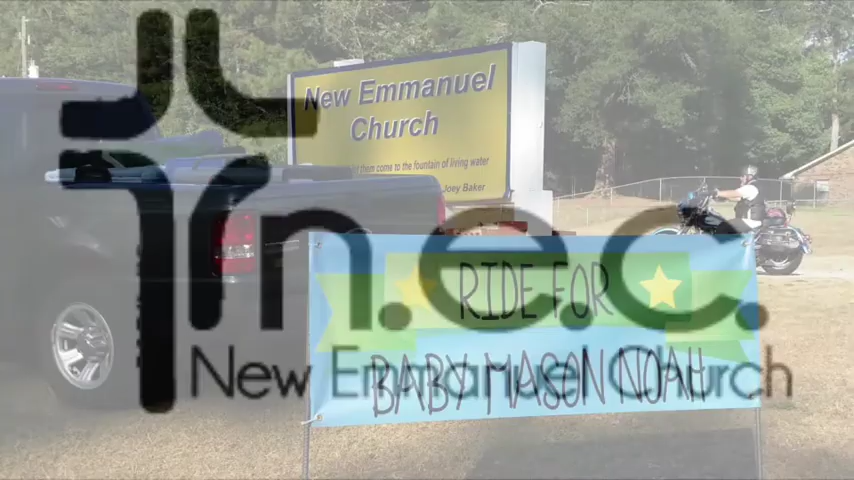 New Emmanuel
Church
them come to the fountain of living water
Joey Baker
n.e.c.
New Emmanuel Church
RIDE FOR
BABY MASON NOAH